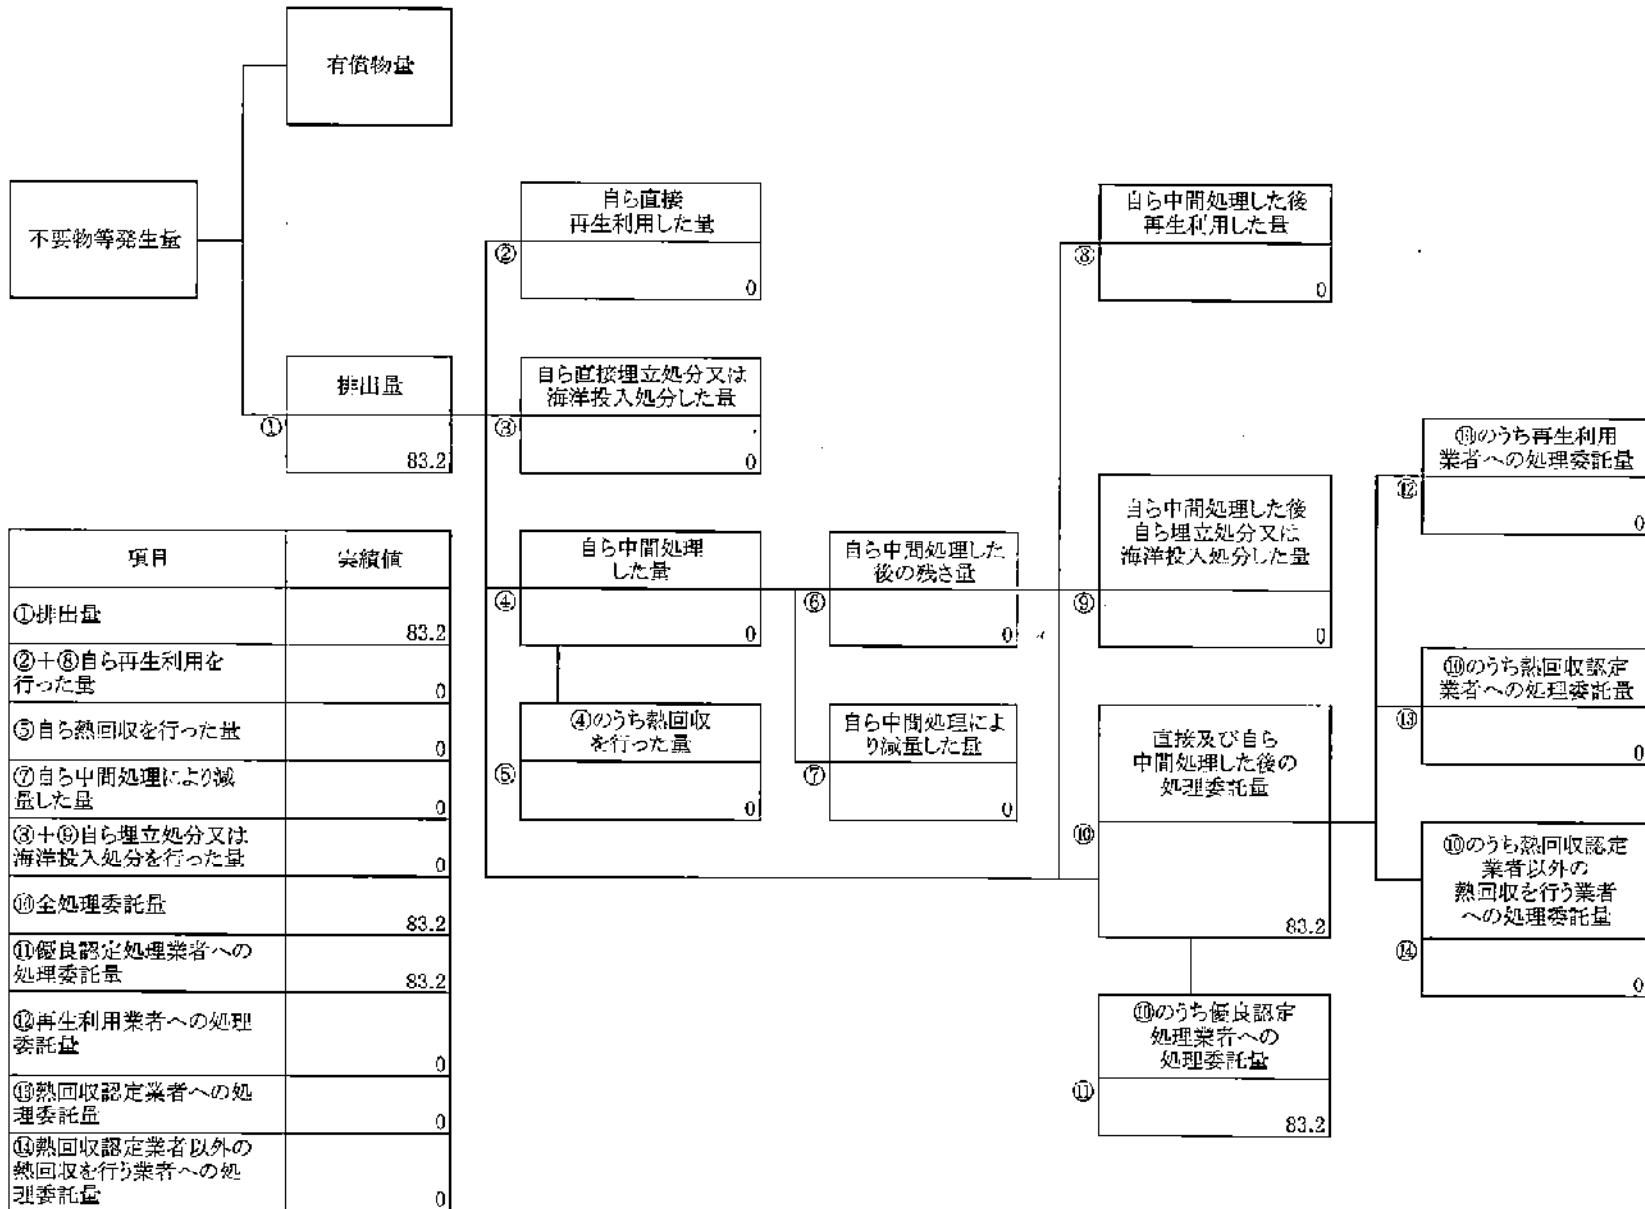 有償物量
不要物等発生量
排出量
①
83.2
自ら直接
再生利用した量
②
0
自ら直接埋立処分又は
海洋投入処分した量
③
0
自ら中間処理
した量
④
0
④のうち熱回収
を行った量
⑤
0
自ら中間処理した
後の残さ量
⑥
0
自ら中間処理によ
り減量した量
⑦
0
自ら中間処理した後
再生利用した量
⑧
0
自ら中間処理した後
自ら埋立処分又は
海洋投入処分した量
⑨
0
直接及び自ら
中間処理した後の
処理委託量
⑩
83.2
⑩のうち優良認定
処理業者への
処理委託量
⑪
83.2
⑩のうち再生利用
業者への処理委託量
⑫
0
⑩のうち熱回収認定
業者への処理委託量
⑬
0
⑩のうち熱回収認定
業者以外の
熱回収を行う業者
への処理委託量
⑭
0
項目 実績値
①排出量
83.2
②+⑧自ら再生利用を
行った量
0
⑤自ら熱回収を行った量
0
⑦自ら中間処理により減
量した量
0
③+⑨自ら埋立処分又は
海洋投入処分を行った量
0
⑩全処理委託量
83.2
⑪優良認定処理業者への
処理委託量
83.2
⑫再生利用業者への処理
委託量
0
⑬熱回収認定業者への処
理委託量
0
⑭熱回収認定業者以外の
熱回収を行う業者への処
理委託量
0